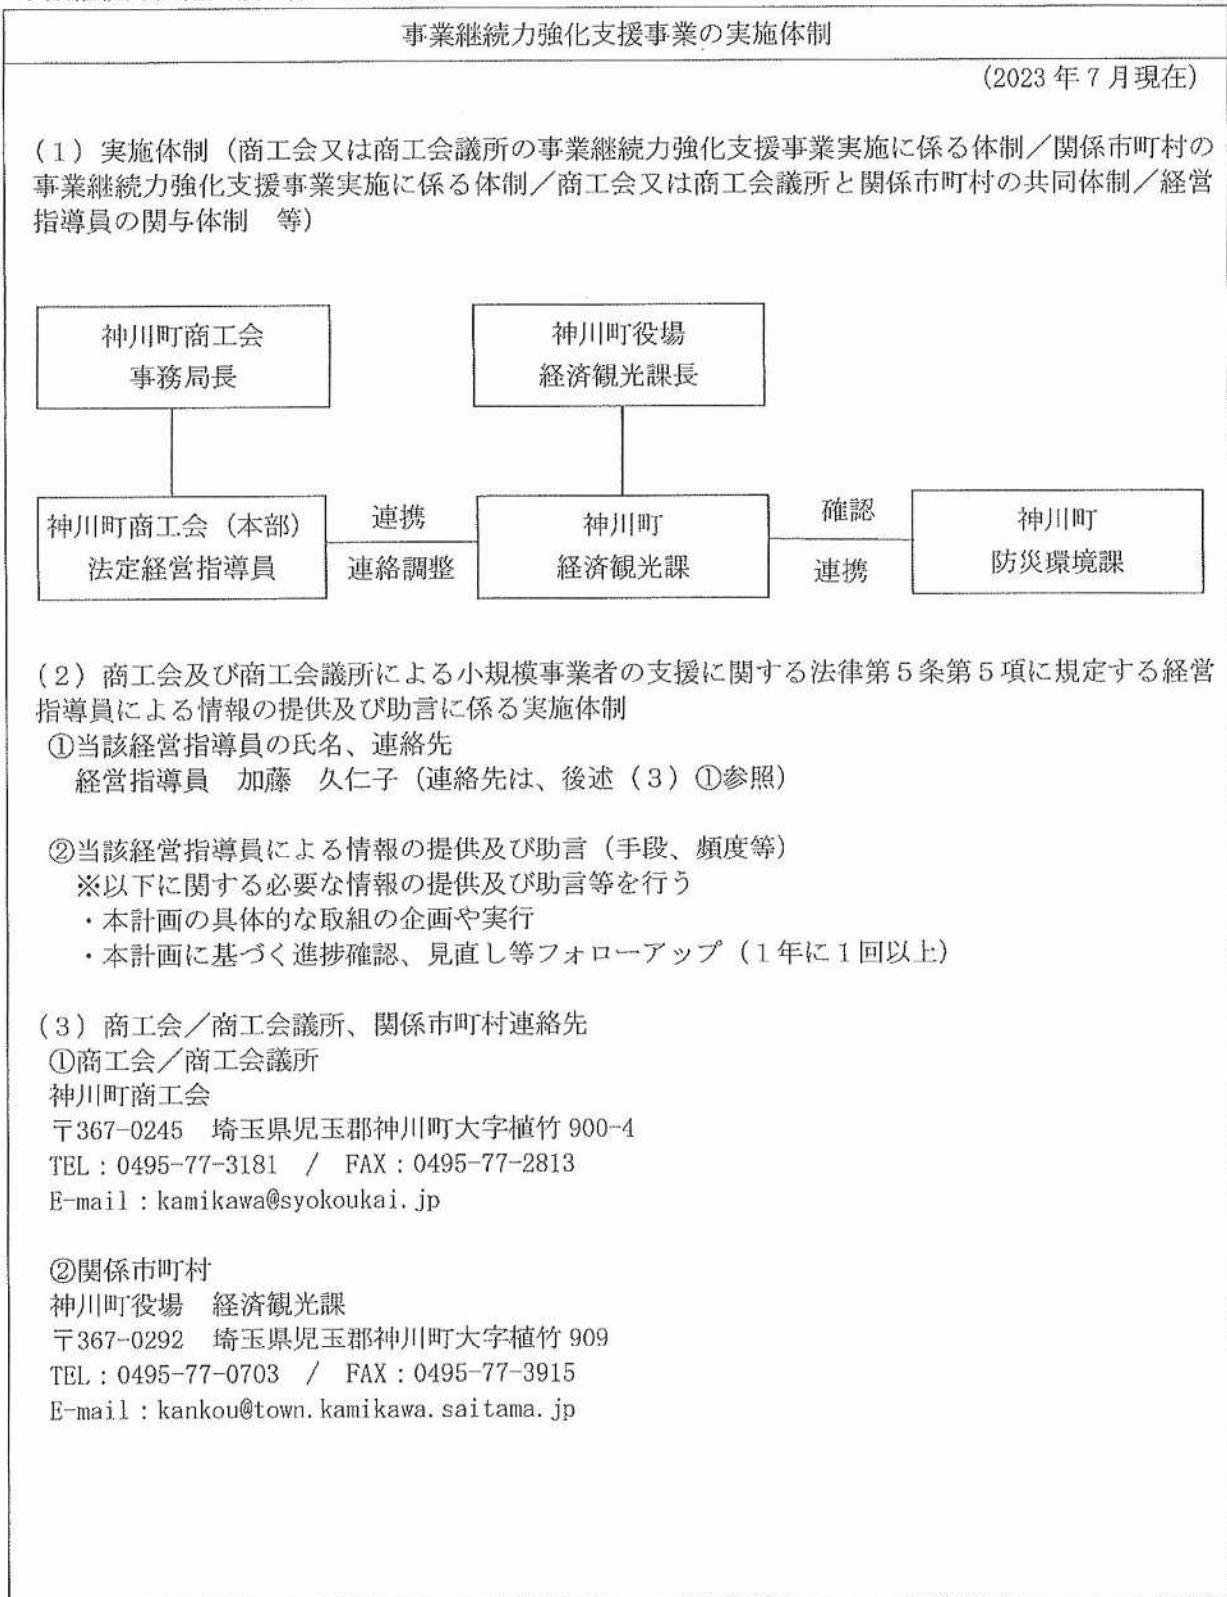 事業継続力強化支援事業の実施体制
(2023年7月現在)
(1) 実施体制(商工会又は商工会議所の事業継続力強化支援事業実施に係る体制/関係市町村の
事業継続力強化支援事業実施に係る体制/商工会又は商工会議所と関係市町村の共同体制/経営
指導員の関与体制 等)
神川町商工会
事務局長
神川町役場
経済観光課長
神川町商工会(本部)
法定経営指導員
連携
連絡調整
神川町
経済観光課
確認
連携
神川町
防災環境課
(2) 商工会及び商工会議所による小規模事業者の支援に関する法律第5条第5項に規定する経営
指導員による情報の提供及び助言に係る実施体制
①当該経営指導員の氏名、連絡先
経営指導員 加藤 久仁子(連絡先は、後述(3)①参照)
②当該経営指導員による情報の提供及び助言(手段、頻度等)
※以下に関する必要な情報の提供及び助言等を行う
・本計画の具体的な取組の企画や実行
・本計画に基づく進捗確認、見直し等フォローアップ(1年に1回以上)
(3) 商工会/商工会議所、関係市町村連絡先
①商工会/商工会議所
神川町商工会
〒367-0245 埼玉県児玉郡神川町大字植竹900-4
TEL:0495-77-3181 / FAX:0495-77-2813
E-mail:kamikawa@syokoukai.jp
②関係市町村
神川町役場 経済観光課
〒367-0292 埼玉県児玉郡神川町大字植竹909
TEL:0495-77-0703 / FAX:0495-77-3915
E-mail:kankou@town.kamikawa.saitama.jp